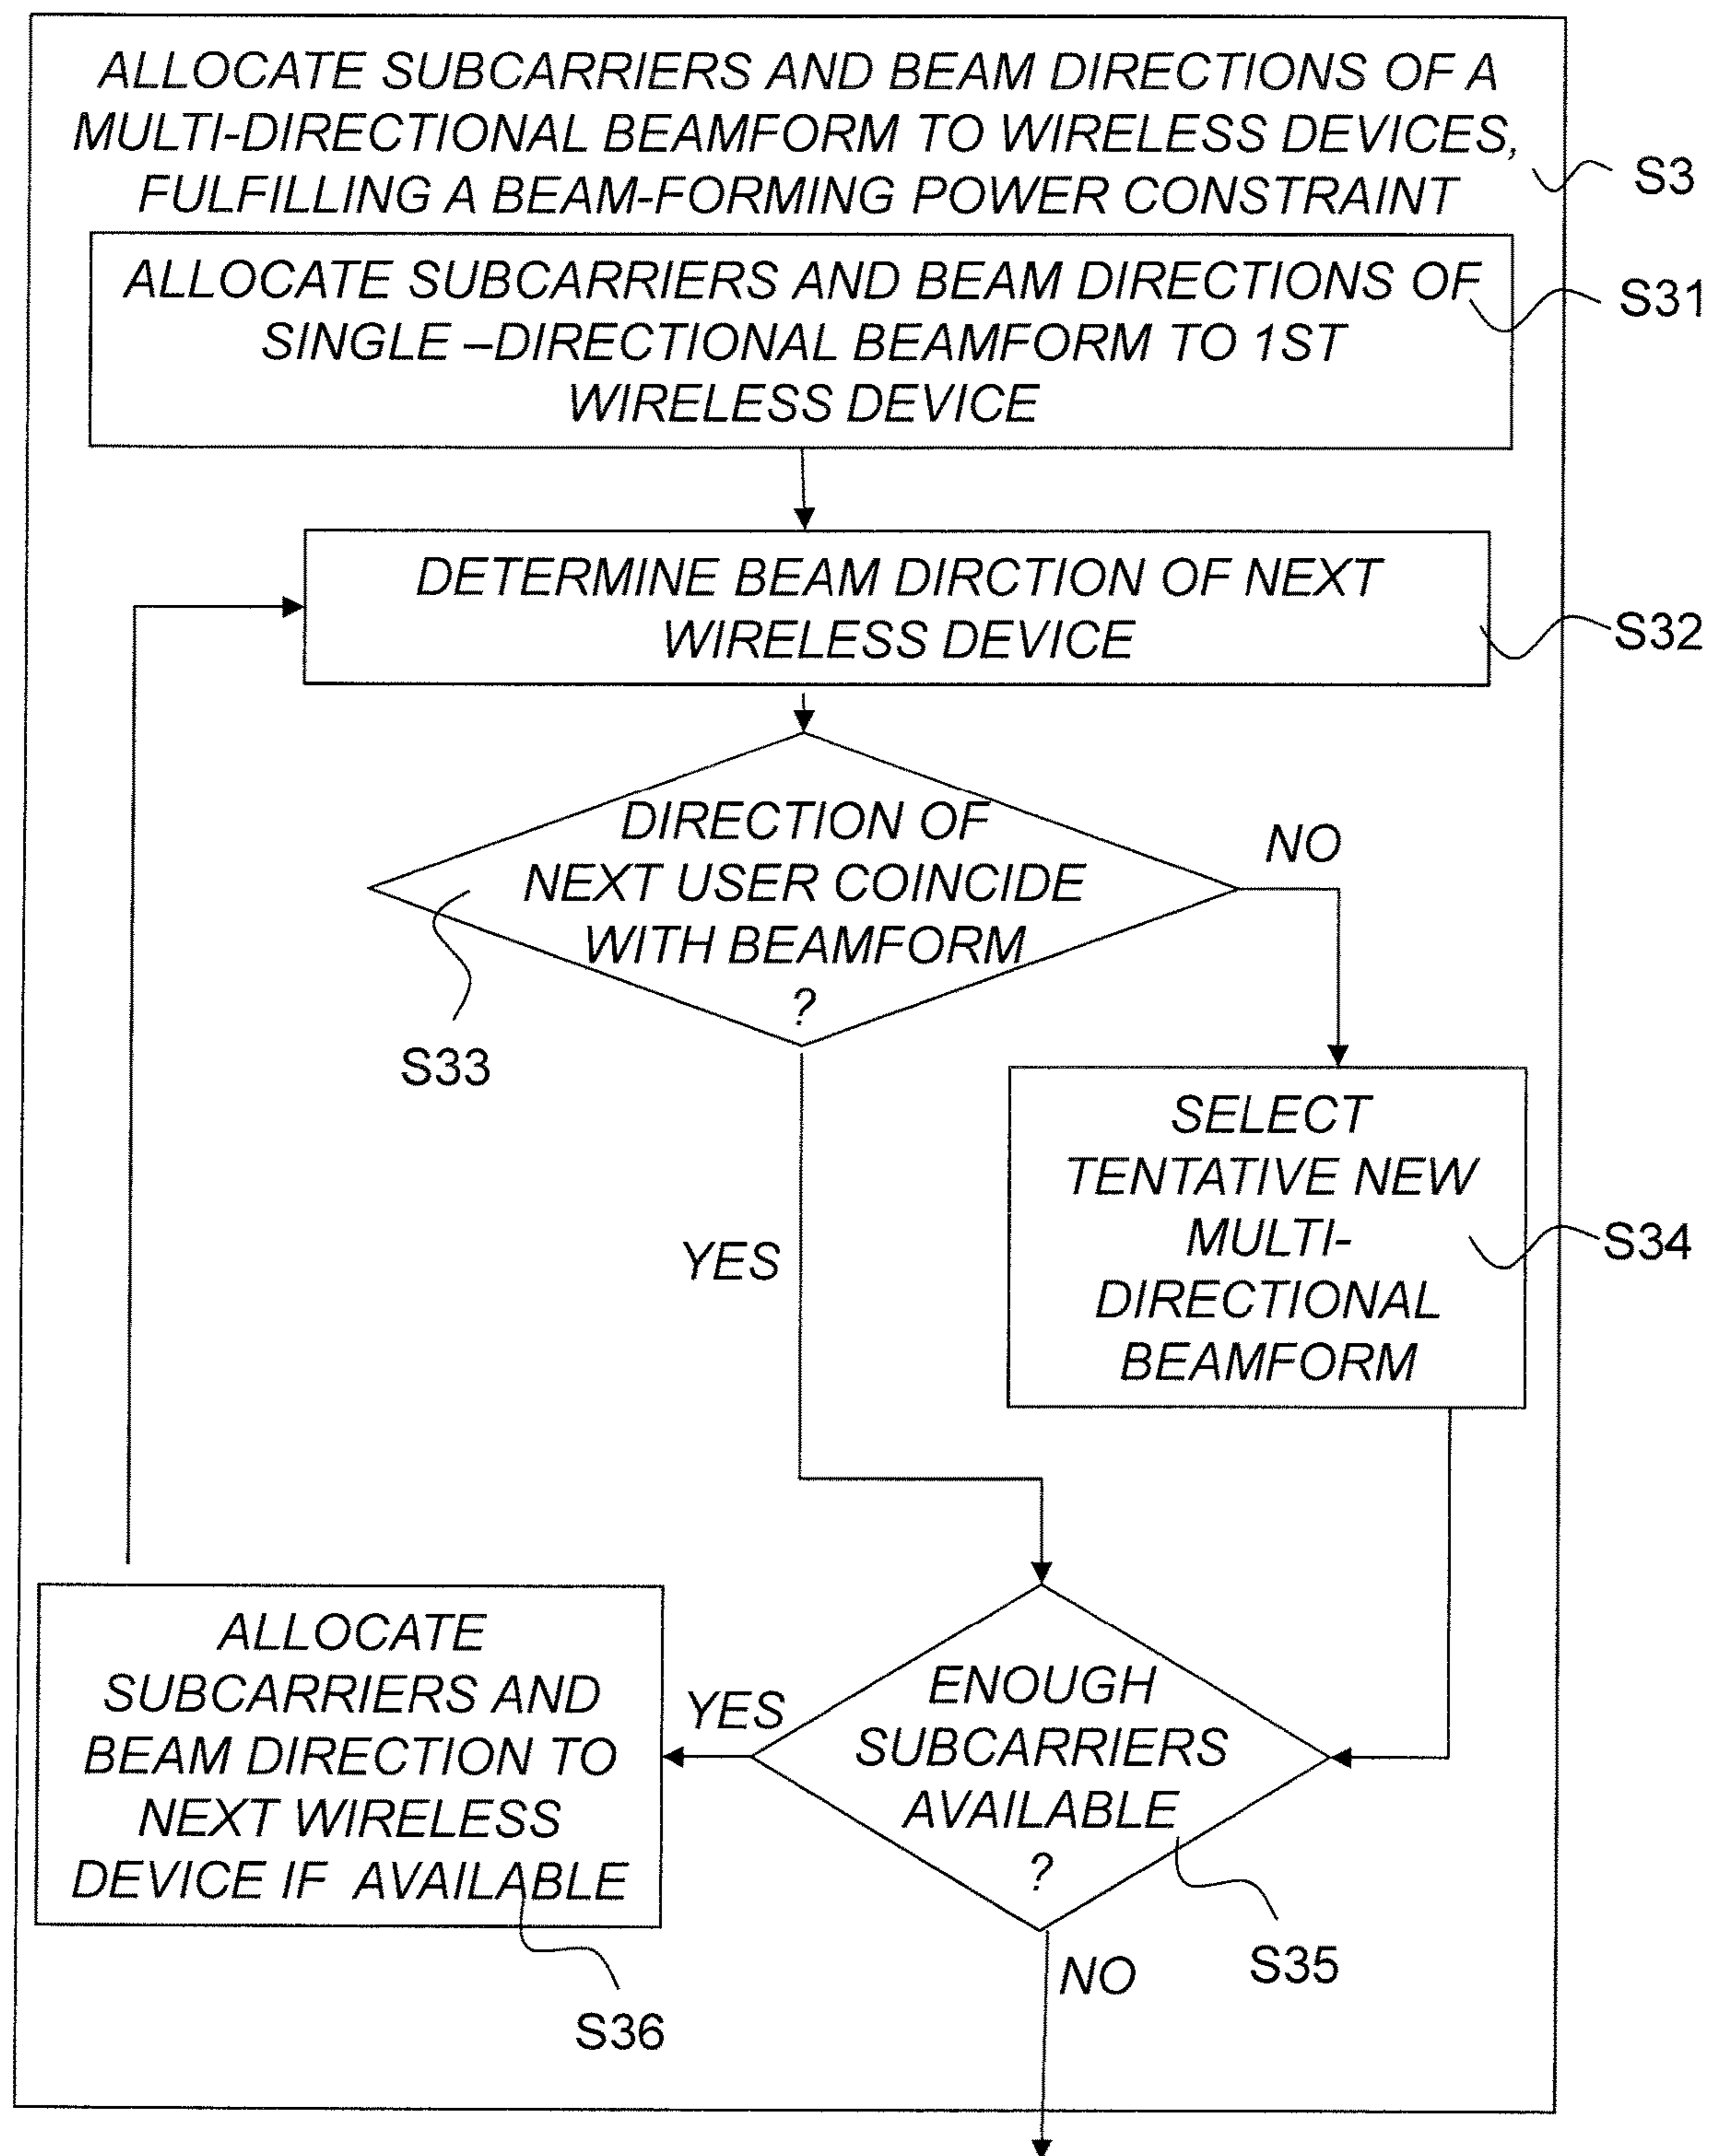 ALLOCATE SUBCARRIERS AND BEAM DIRECTIONS OF A
MULTI-DIRECTIONAL BEAMFORM TO WIRELESS DEVICES,
FULFILLING A BEAM-FORMING POWER CONSTRAINT
S3
ALLOCATE SUBCARRIERS AND BEAM DIRECTIONS OF
SINGLE –DIRECTIONAL BEAMFORM TO 1ST
WIRELESS DEVICE
S31
DETERMINE BEAM DIRCTION OF NEXT
WIRELESS DEVICE
S32
DIRECTION OF
NEXT USER COINCIDE
WITH BEAMFORM
?
NO
S33
SELECT
TENTATIVE NEW
MULTI-
DIRECTIONAL
BEAMFORM
S34
YES
ENOUGH
SUBCARRIERS
AVAILABLE
?
YES
S35
NO
ALLOCATE
SUBCARRIERS AND
BEAM DIRECTION TO
NEXT WIRELESS
DEVICE IF AVAILABLE
S36